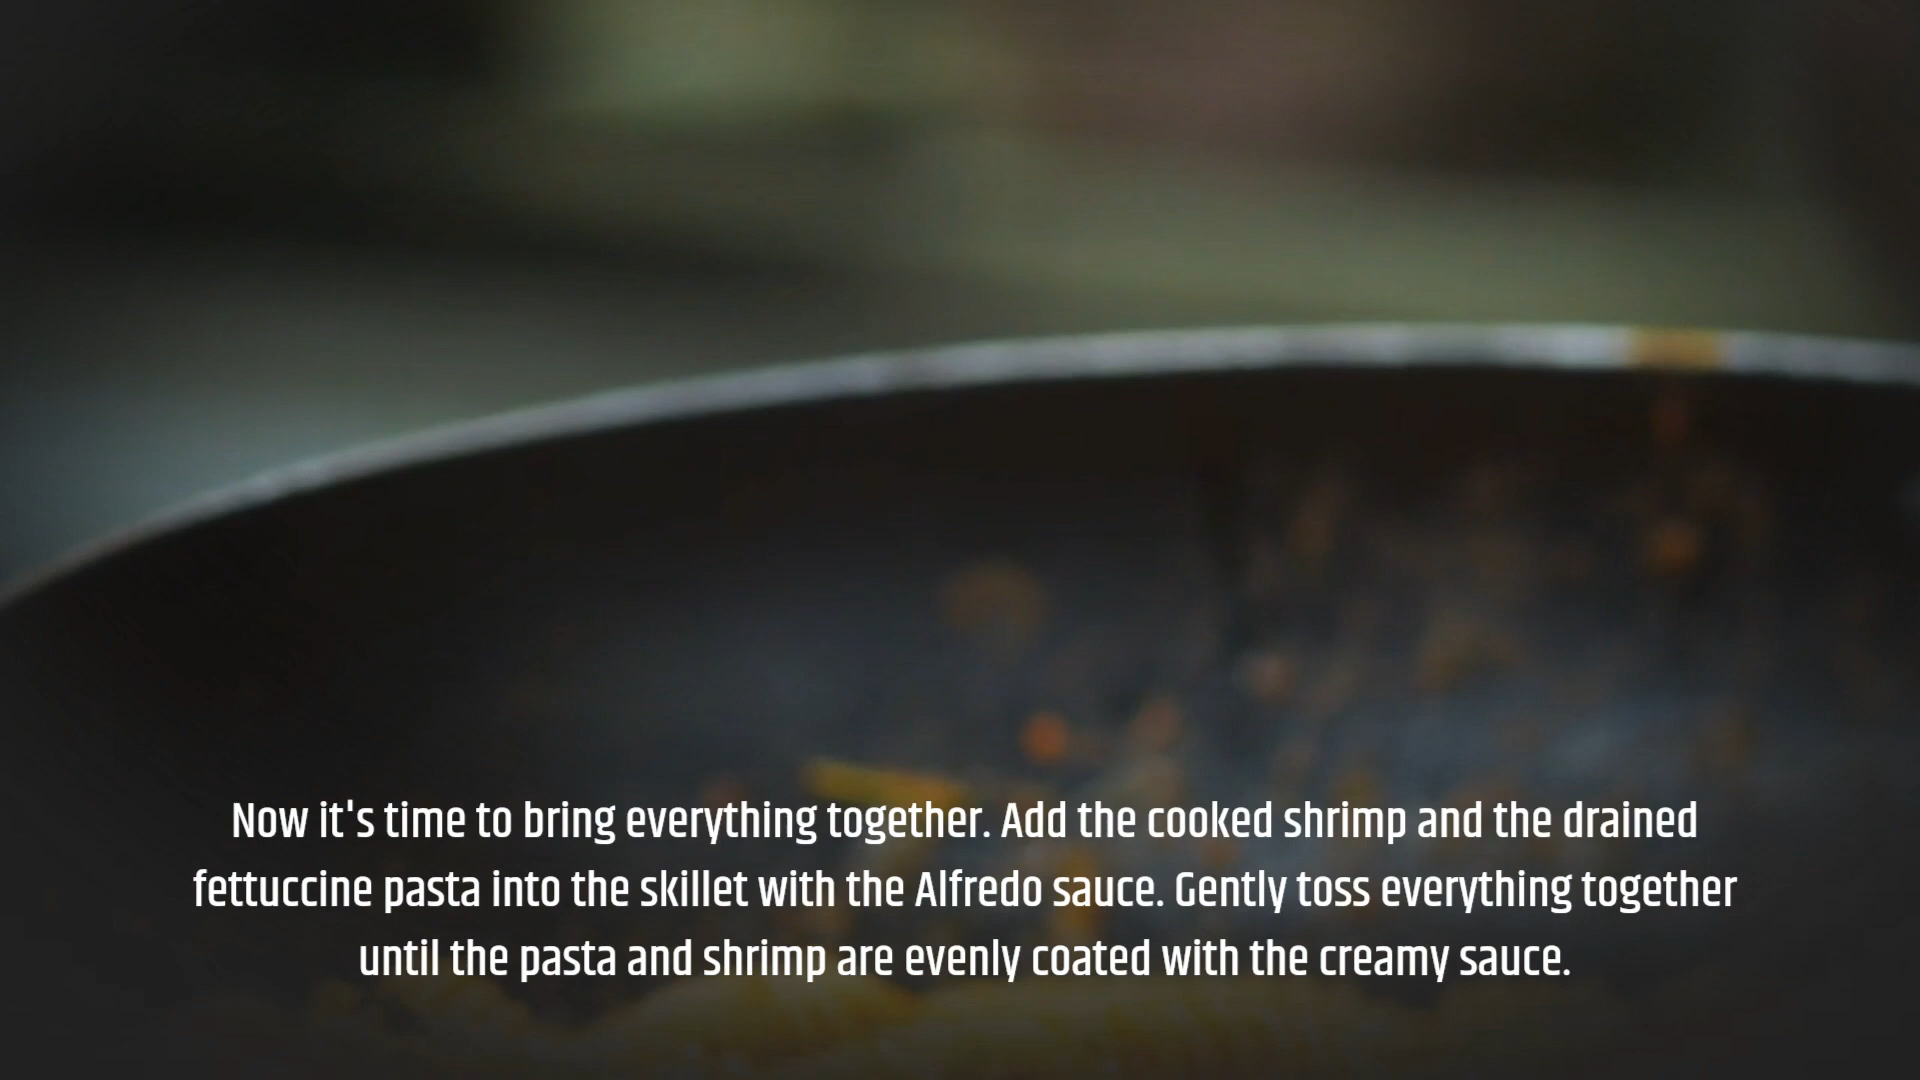 Now it's time to bring everything together. Add the cooked shrimp and the drained
fettuccine pasta into the skillet with the Alfredo sauce. Gently toss everything together
until the pasta and shrimp are evenly coated with the creamy sauce.